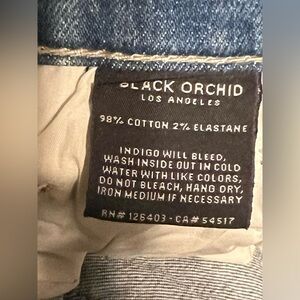 BLACK ORCHID
LOS ANGELES
98% COTTON 2% ELASTANE
INDIGO WILL BLEED,
WASH INSIDE OUT IN COLD
WATER WITH LIKE COLORS,
DO NOT BLEACH, HANG DRY,
IRON MEDIUM IF NECESSARY
RN# 126403 - CA# 54517